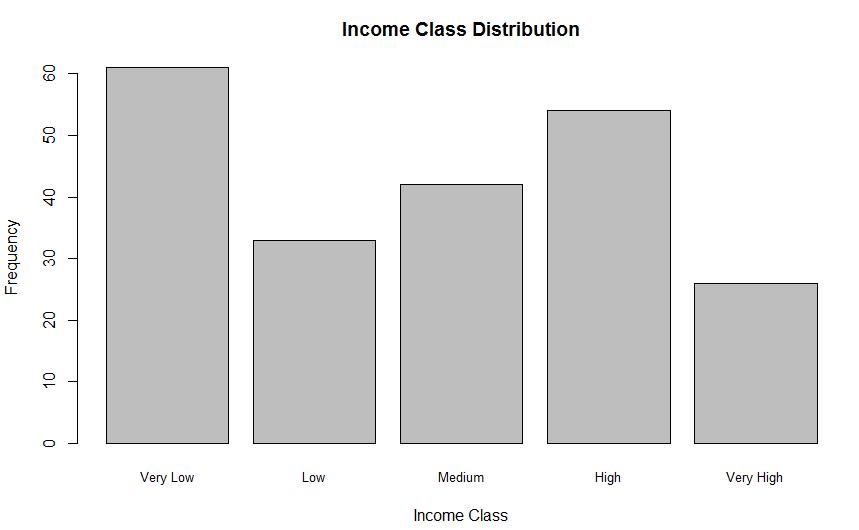 Income Class Distribution
Frequency
60
50
40
30
20
10
0
Very Low Low Medium High Very High
Income Class